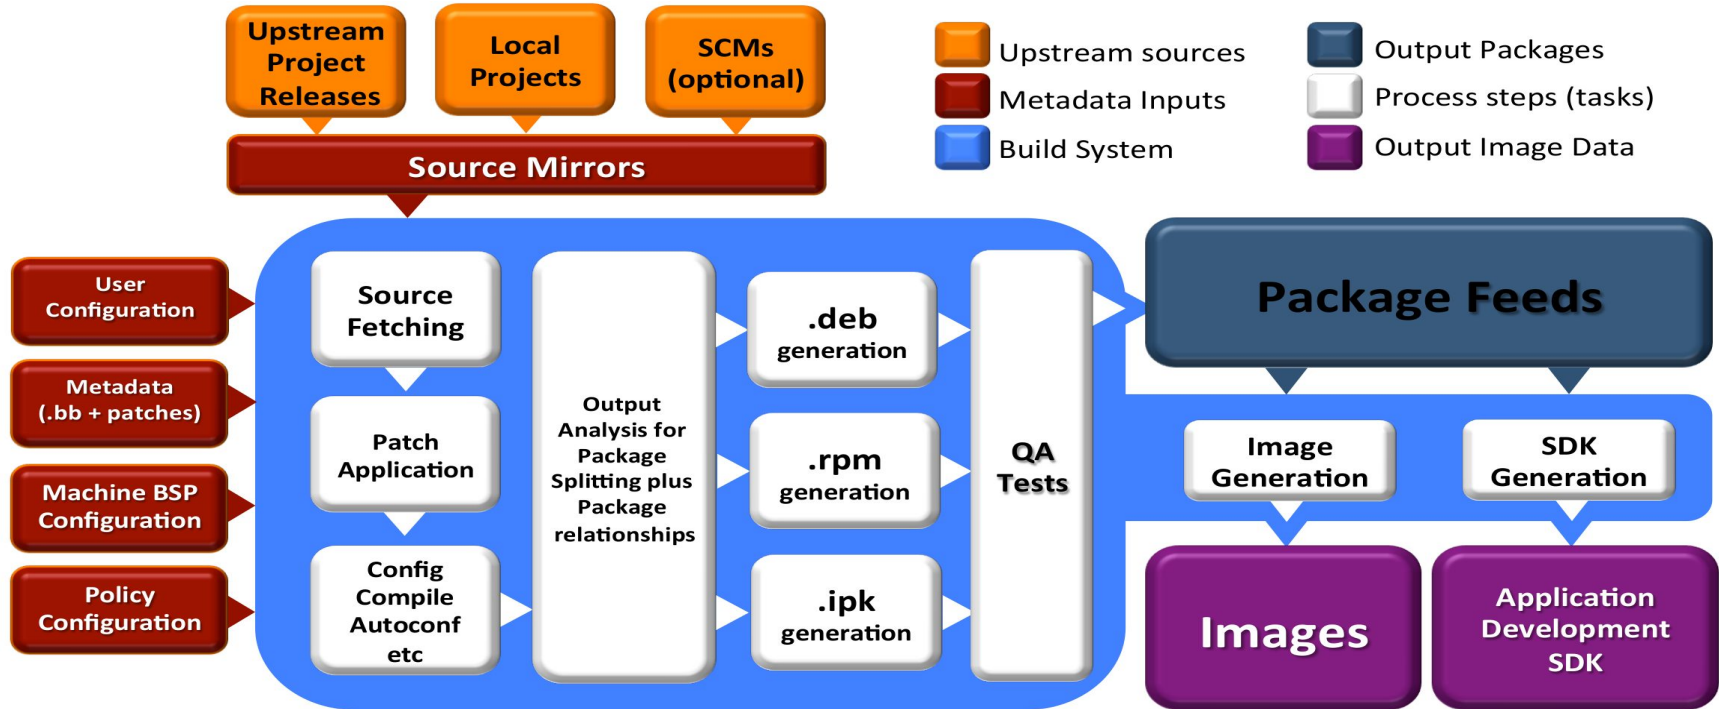 Upstream
Project
Releases
Local
Projects
SCMs
(optional)
Source Mirrors
Upstream sources
Metadata Inputs
Build System
Output Packages
Process steps (tasks)
Output Image Data
User
Configuration
Metadata
(.bb + patches)
Machine BSP
Configuration
Policy
Configuration
Source
Fetching
Patch
Application
Config
Compile
Autoconf
etc
Output
Analysis for
Package
Splitting plus
Package
relationships
.deb
generation
.rpm
generation
.ipk
generation
QA
Tests
Package Feeds
Image
Generation
SDK
Generation
Images
Application
Development
SDK